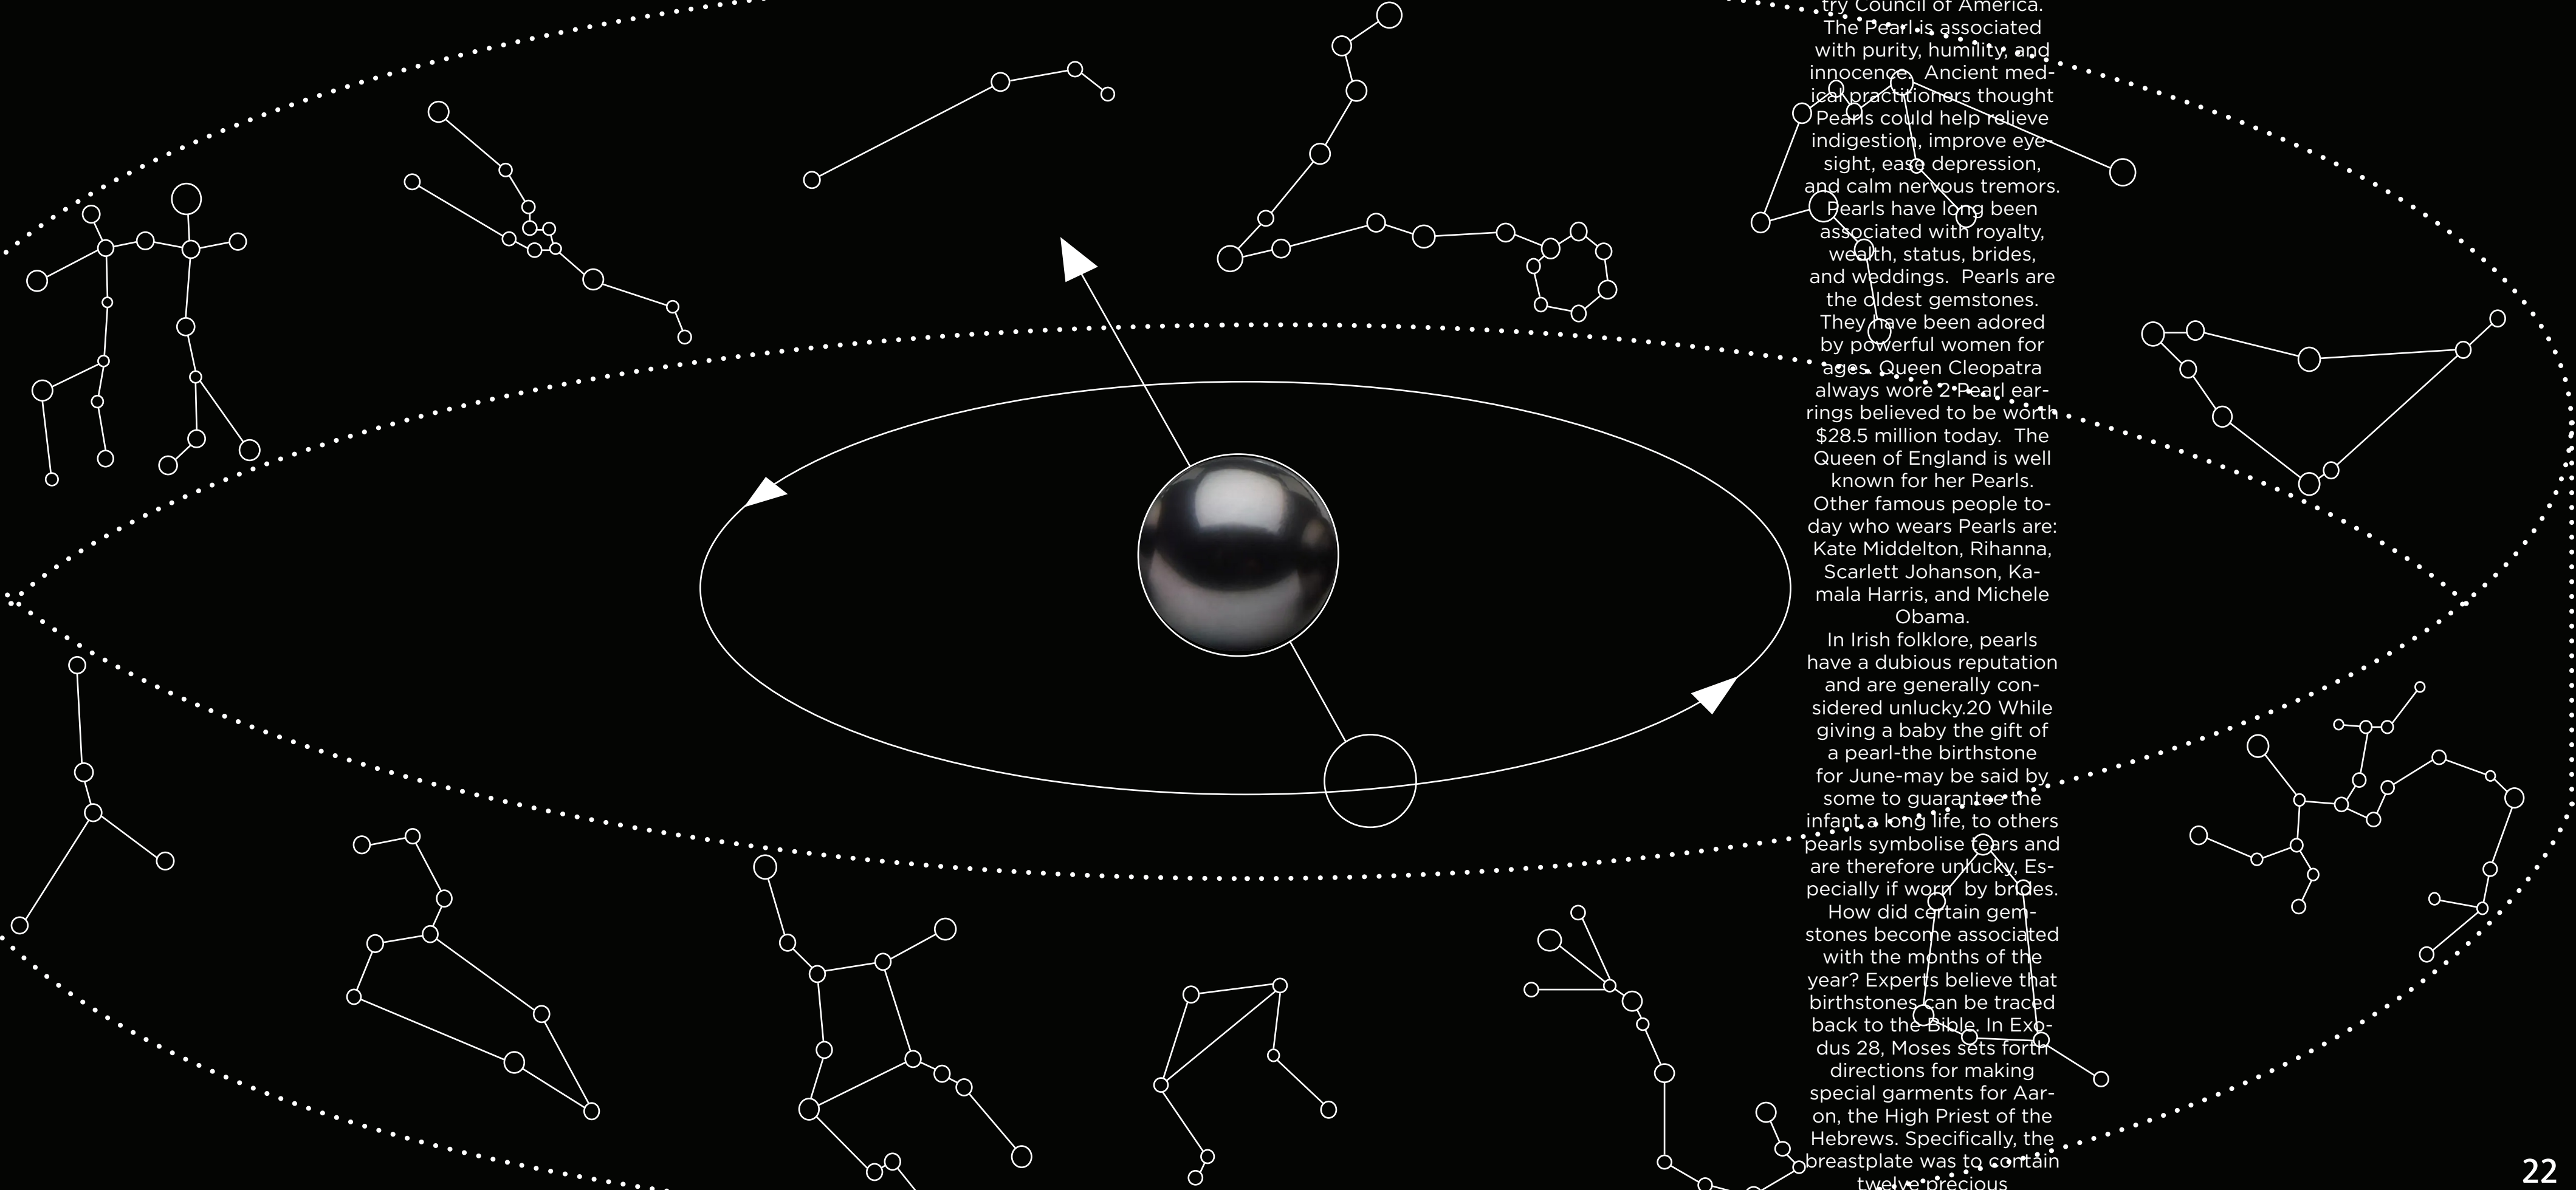 try Council of America.
The Pearl is associated
with purity, humility, and
innocence.  Ancient med-
ical practitioners thought
Pearls could help relieve
indigestion, improve eye-
sight, ease depression,
and calm nervous tremors.
Pearls have long been
associated with royalty,
wealth, status, brides,
and weddings.  Pearls are
the oldest gemstones.
They have been adored
by powerful women for
ages. Queen Cleopatra
always wore 2 Pearl ear-
rings believed to be worth
$28.5 million today.  The
Queen of England is well
known for her Pearls.
Other famous people to-
day who wears Pearls are:
Kate Middelton, Rihanna,
Scarlett Johanson, Ka-
mala Harris, and Michele
Obama.
In Irish folklore, pearls
have a dubious reputation
and are generally con-
sidered unlucky.20 While
giving a baby the gift of
a pearl-the birthstone
for June-may be said by
some to guarantee the
infant a long life, to others
pearls symbolise tears and
are therefore unlucky, Es-
pecially if worn  by brides.
How did certain gem-
stones become associated
with the months of the
year? Experts believe that
birthstones can be traced
back to the Bible. In Exo-
dus 28, Moses sets forth
directions for making
special garments for Aar-
on, the High Priest of the
Hebrews. Specifically, the
breastplate was to contain
twelve precious
22